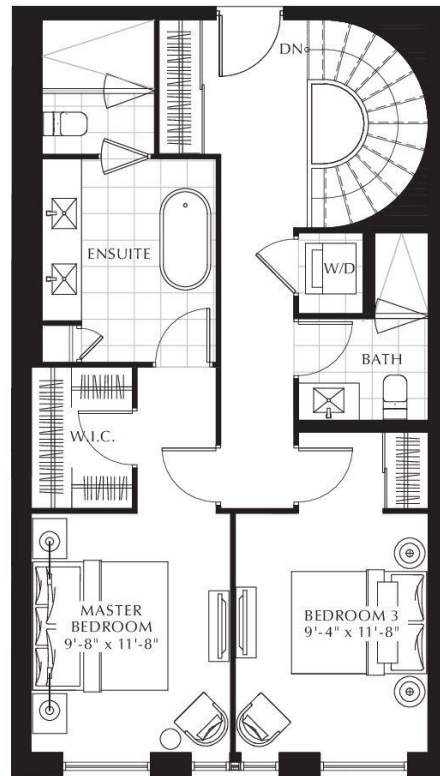 DN
ENSUITE
W/D
BATH
W.I.C.
MASTER
BEDROOM
9'-8" x 11'-8"
BEDROOM 3
9'-4" x 11'-8"